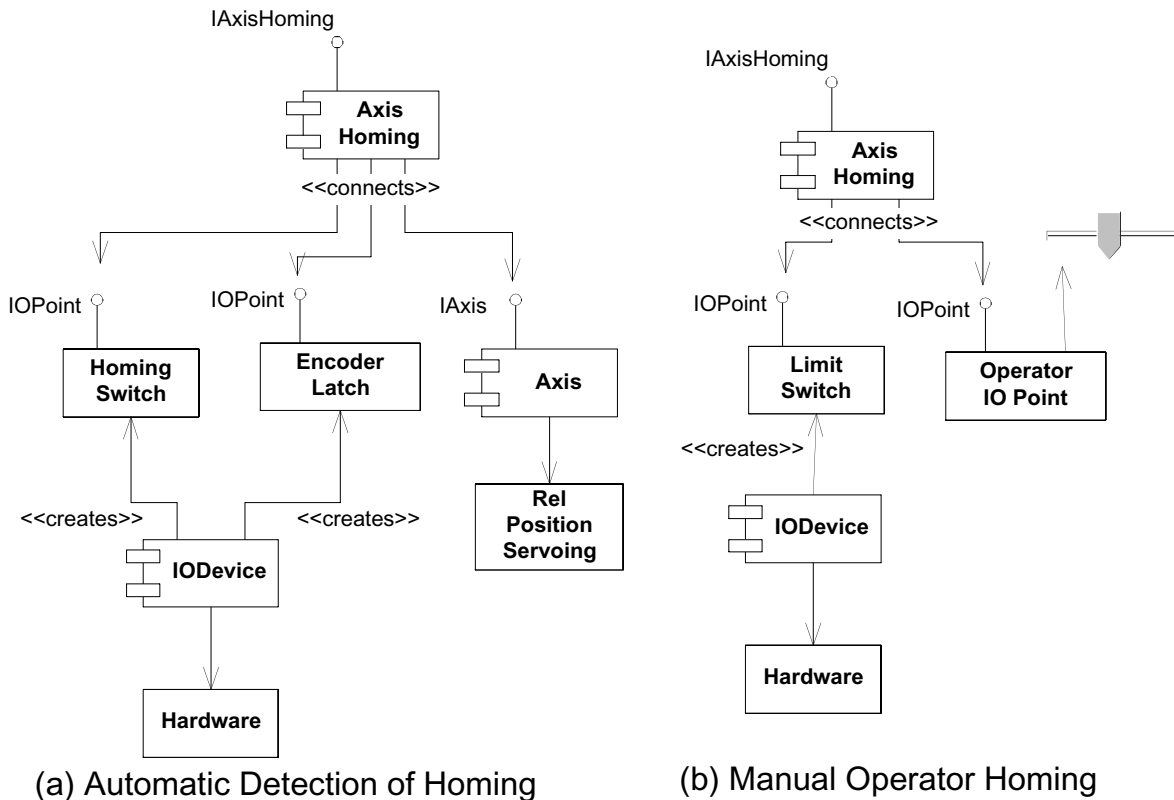 IAxisHoming
Axis
Homing
<<connects>>
IOPoint
IOPoint
IAxis
Homing
Switch
Encoder
Latch
Axis
<<creates>>
<<creates>>
Rel
Position
Servoing
IODevice
Hardware
(a) Automatic Detection of Homing
IAxisHoming
Axis
Homing
<<connects>>
IOPoint
IOPoint
Limit
Switch
Operator
IO Point
<<creates>>
IODevice
Hardware
(b) Manual Operator Homing